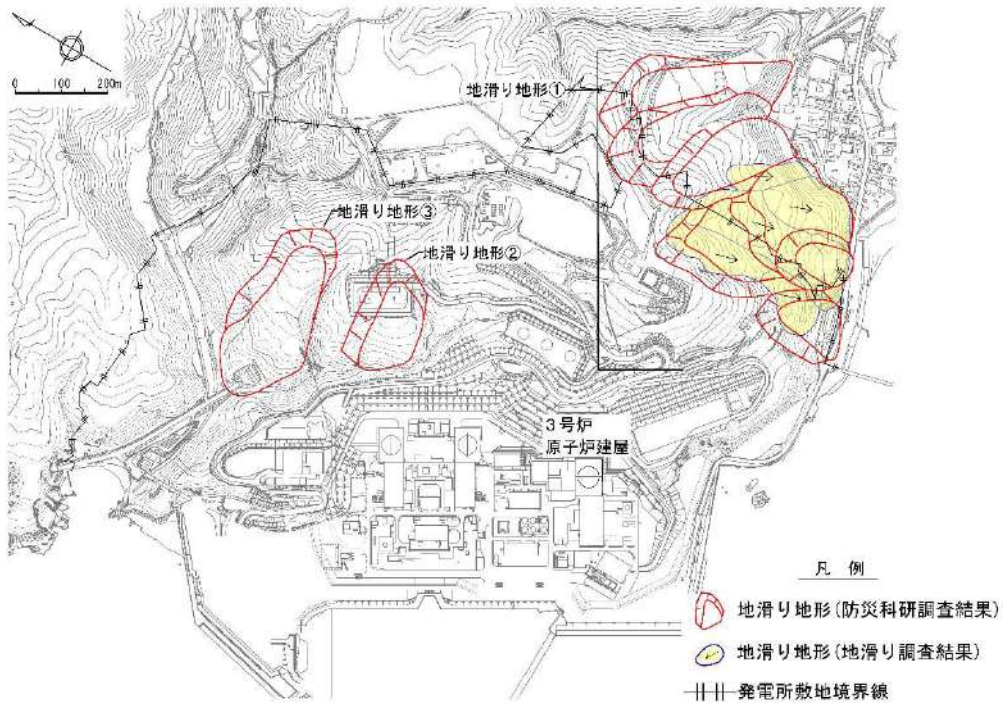 0 100 200m
地滑り地形①
地滑り地形③
地滑り地形②
3号炉
原子炉建屋
凡 例
地滑り地形(防災科研調査結果)
地滑り地形(地滑り調査結果)
発電所敷地境界線